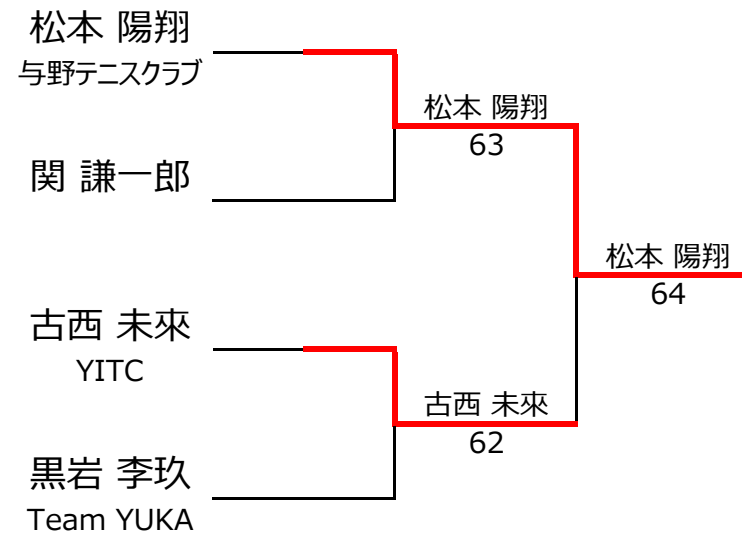 松本 陽翔
与野テニスクラブ
松本 陽翔
63
関 謙一郎
松本 陽翔
64
古西 未來
YITC
古西 未來
62
黒岩 李玖
Team YUKA